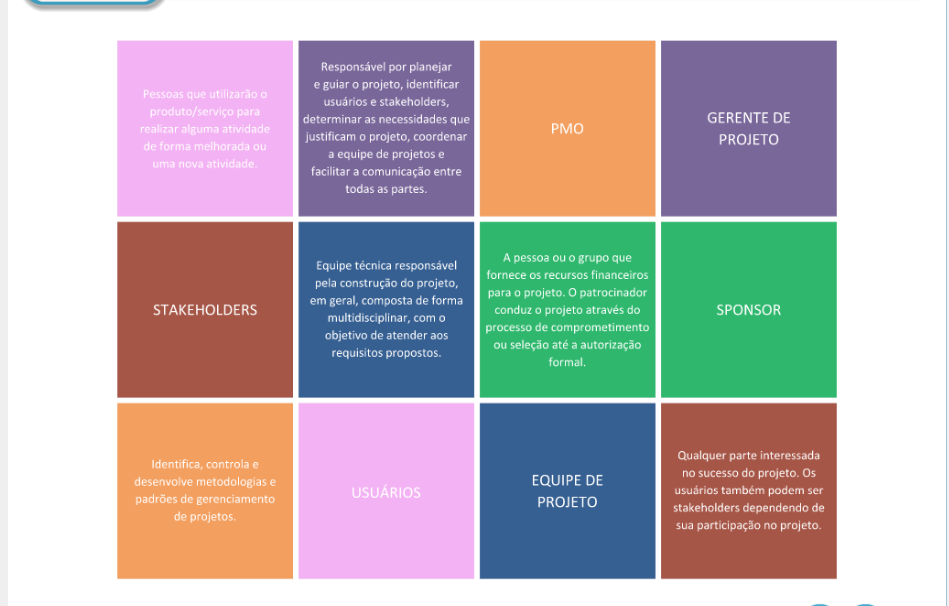 Pessoas que utilizarão o
produto/serviço para
realizar alguma atividade
de forma melhorada ou
uma nova atividade.
Responsável por planejar
e guiar o projeto, identificar
usuários e stakeholders,
determinar as necessidades que
justificam o projeto, coordenar
a equipe de projetos e
facilitar a comunicação entre
todas as partes.
PMO
GERENTE DE
PROJETO
STAKEHOLDERS
Equipe técnica responsável
pela construção do projeto,
em geral, composta de forma
multidisciplinar, com o
objetivo de atender aos
requisitos propostos.
A pessoa ou o grupo que
fornece os recursos financeiros
para o projeto. O patrocinador
conduz o projeto através do
processo de comprometimento
ou seleção até a autorização
formal.
SPONSOR
Identifica, controla e
desenvolve metodologias e
padrões de gerenciamento
de projetos.
USUÁRIOS
EQUIPE DE
PROJETO
Qualquer parte interessada
no sucesso do projeto. Os
usuários também podem ser
stakeholders dependendo de
sua participação no projeto.